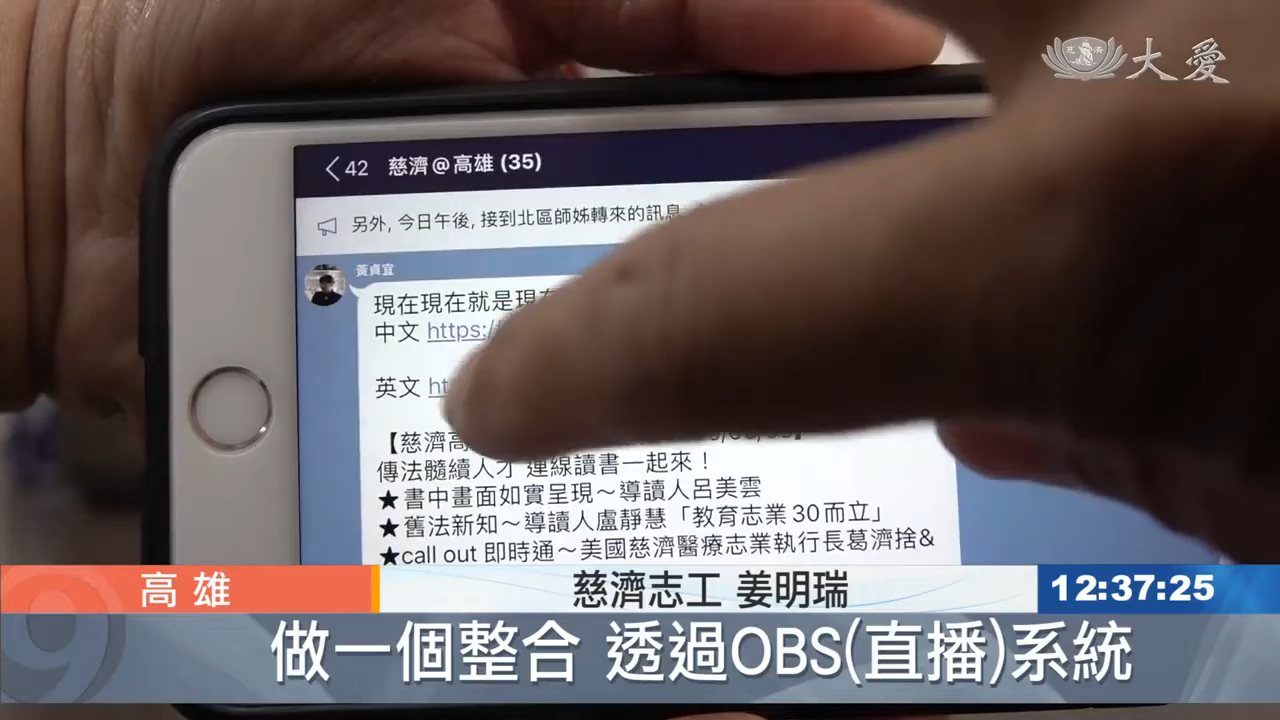 慈濟 大愛
42 慈濟@高雄 (35)
另外, 今日午後, 接到北區師姊轉來的訊息
黃貞宜
現在現在就是現
中文 https:/
英文 ht
【慈濟高
傳法髓續人才 連線讀書一起來！
★書中畫面如實呈現～導讀人呂美雲
★舊法新知～導讀人盧靜慧「教育志業30而立」
★call out 即時通～美國慈濟醫療志業執行長葛濟捨&
高雄
慈濟志工 姜明瑞
12:37:25
做一個整合 透過OBS(直播)系統